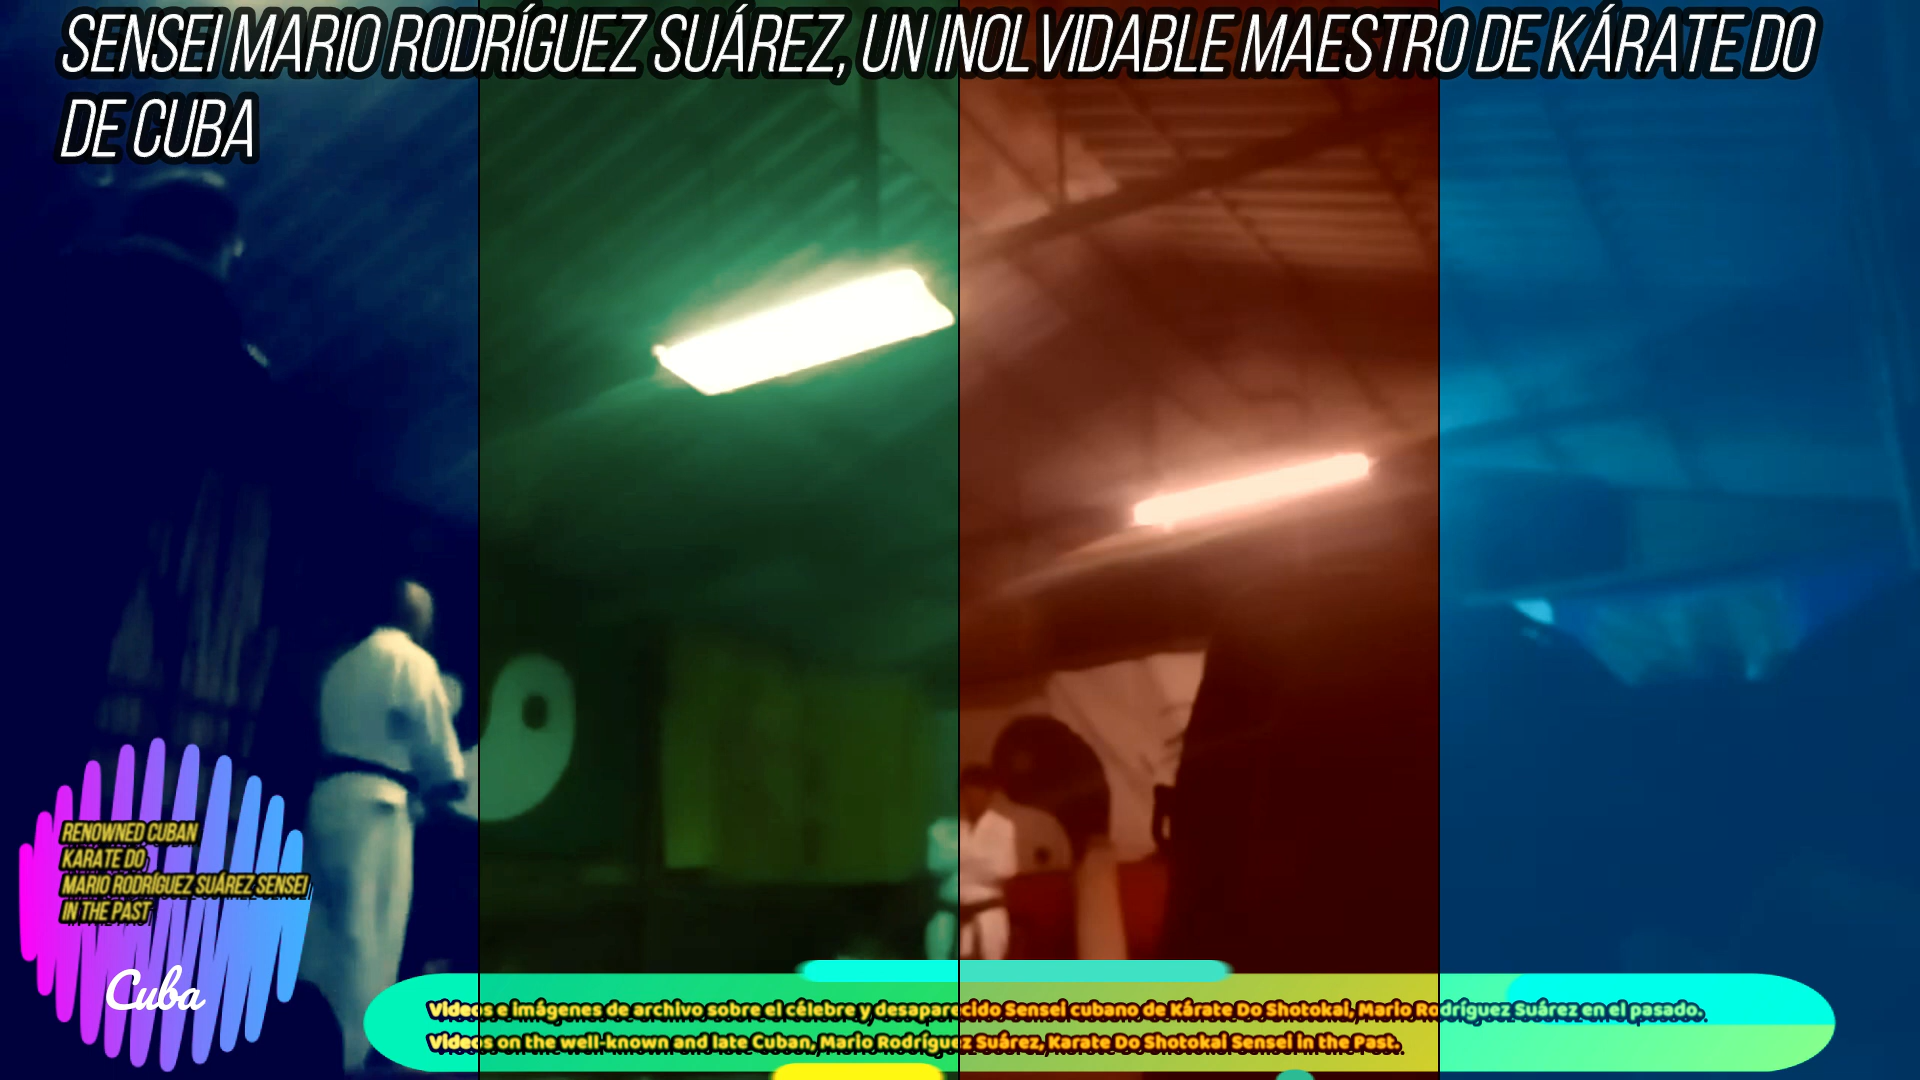 SENSEI MARIO RODRÍGUEZ SUÁREZ, UN INOLVIDABLE MAESTRO DE KÁRATE DO
DE CUBA
RENOWNED CUBAN
KARATE DO
MARIO RODRÍGUEZ SUÁREZ SENSEI
IN THE PAST
Cuba
Videos e imágenes de archivo sobre el célebre y desaparecido Sensei cubano de Kárate Do Shotokai, Mario Rodríguez Suárez en el pasado.
Videos on the well-known and late Cuban, Mario Rodríguez Suárez, Karate Do Shotokai Sensei in the Past.